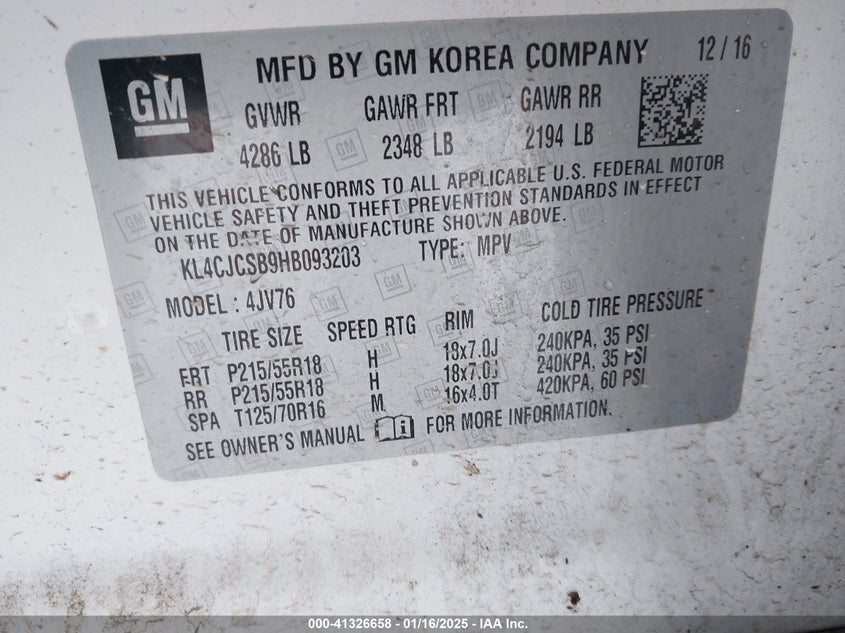 GM
MFD BY GM KOREA COMPANY 12 / 16
GVWR GAWR FRT GAWR RR
4286 LB 2348 LB 2194 LB
THIS VEHICLE CONFORMS TO ALL APPLICABLE U.S. FEDERAL MOTOR
VEHICLE SAFETY AND THEFT PREVENTION STANDARDS IN EFFECT
ON THE DATE OF MANUFACTURE SHOWN ABOVE.
KL4CJCSB9HB093203 TYPE: MPV
MODEL : 4JV76
TIRE SIZE SPEED RTG RIM COLD TIRE PRESSURE
FRT P215/55R18 H 18x7.0J 240KPA, 35 PSI
RR P215/55R18 H 18x7.0J 240KPA, 35 PSI
SPA T125/70R16 M 16x4.0T 420KPA, 60 PSI
SEE OWNER'S MANUAL i FOR MORE INFORMATION.
000-41326658 - 01/16/2025 - IAA Inc.